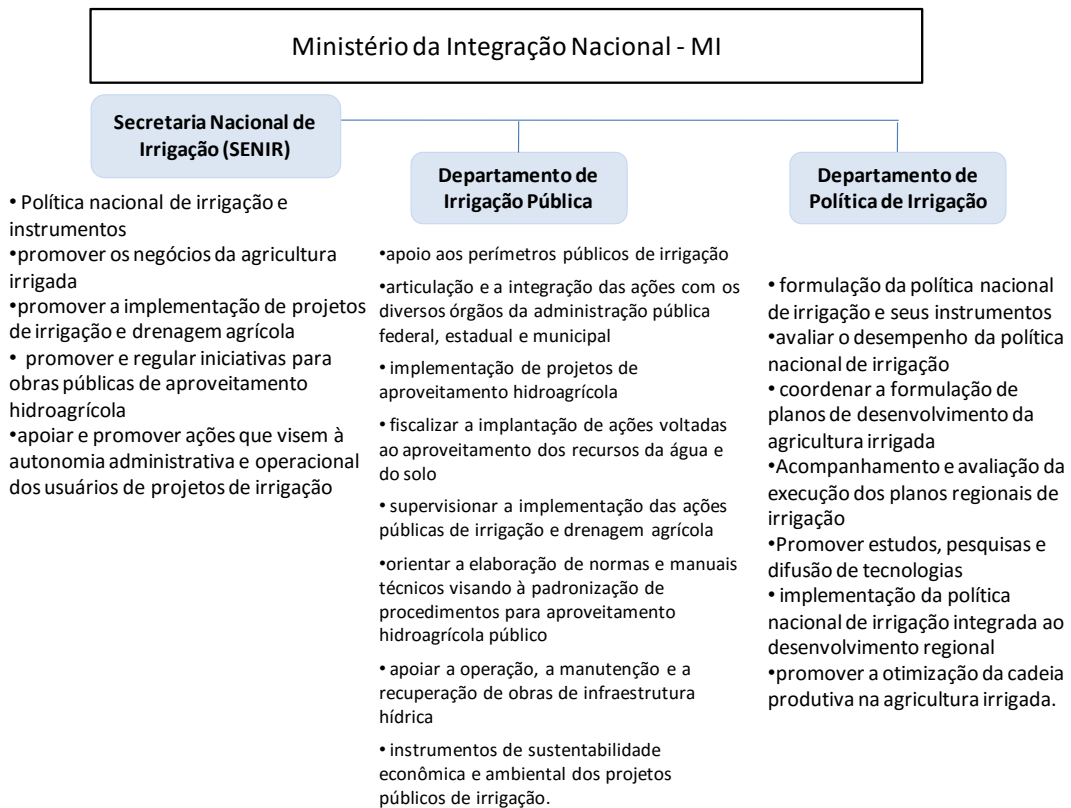 Ministério da Integração Nacional - MI
Secretaria Nacional de
Irrigação (SENIR)
• Política nacional de irrigação e
instrumentos
•promover os negócios da agricultura
irrigada
•promover a implementação de projetos
de irrigação e drenagem agrícola
• promover e regular iniciativas para
obras públicas de aproveitamento
hidroagrícola
•apoiar e promover ações que visem à
autonomia administrativa e operacional
dos usuários de projetos de irrigação
Departamento de
Irrigação Pública
•apoio aos perímetros públicos de irrigação
•articulação e a integração das ações com os
diversos órgãos da administração pública
federal, estadual e municipal
• implementação de projetos de
aproveitamento hidroagrícola
• fiscalizar a implantação de ações voltadas
ao aproveitamento dos recursos da água e
do solo
• supervisionar a implementação das ações
públicas de irrigação e drenagem agrícola
•orientar a elaboração de normas e manuais
técnicos visando à padronização de
procedimentos para aproveitamento
hidroagrícola público
• apoiar a operação, a manutenção e a
recuperação de obras de infraestrutura
hídrica
• instrumentos de sustentabilidade
econômica e ambiental dos projetos
públicos de irrigação.
Departamento de
Política de Irrigação
• formulação da política nacional
de irrigação e seus instrumentos
•avaliar o desempenho da política
nacional de irrigação
• coordenar a formulação de
planos de desenvolvimento da
agricultura irrigada
•Acompanhamento e avaliação da
execução dos planos regionais de
irrigação
•Promover estudos, pesquisas e
difusão de tecnologias
• implementação da política
nacional de irrigação integrada ao
desenvolvimento regional
•promover a otimização da cadeia
produtiva na agricultura irrigada.